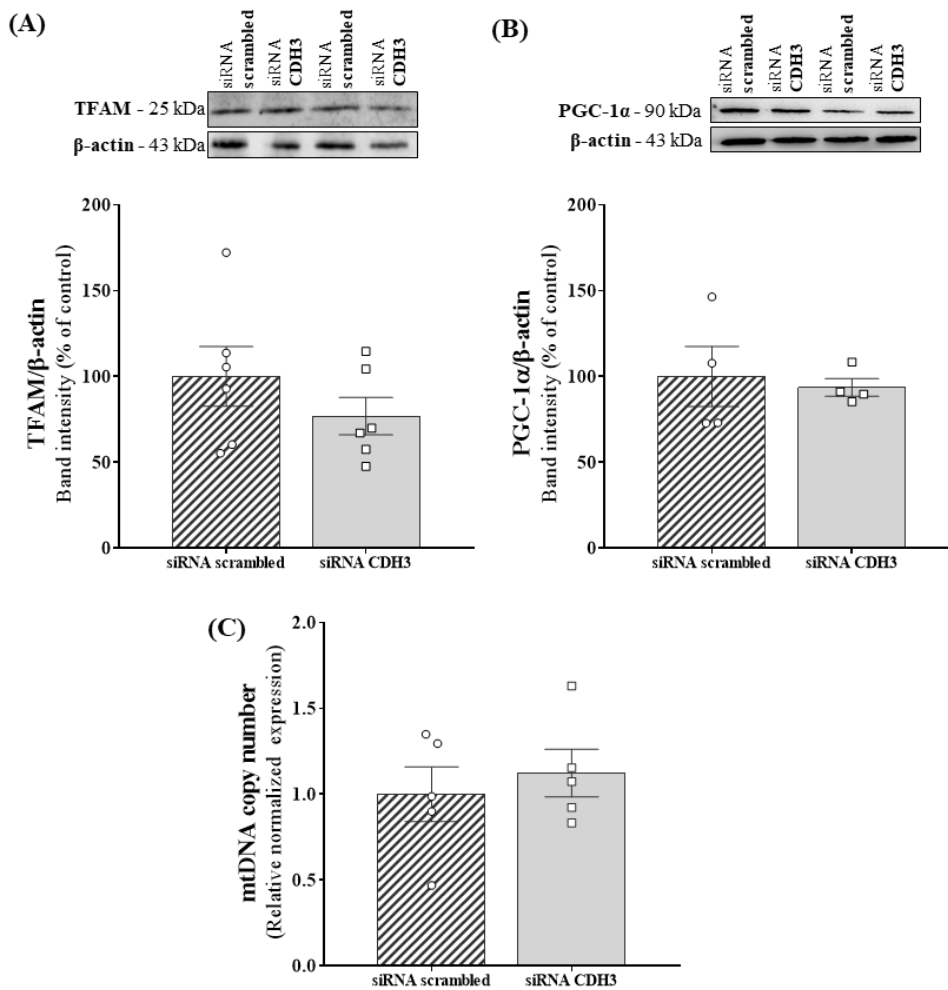 (A)
siRNA scrambled
siRNA CDH3
siRNA scrambled
siRNA CDH3
TFAM - 25 kDa
β-actin - 43 kDa
TFAM/β-actin
Band intensity (% of control)
200
150
100
50
0
siRNA scrambled
siRNA CDH3
(B)
siRNA scrambled
siRNA CDH3
siRNA scrambled
siRNA CDH3
PGC-1α - 90 kDa
β-actin - 43 kDa
PGC-1α/β-actin
Band intensity (% of control)
200
150
100
50
0
siRNA scrambled
siRNA CDH3
(C)
mtDNA copy number
(Relative normalized expression)
2.0
1.5
1.0
0.5
0.0
siRNA scrambled
siRNA CDH3